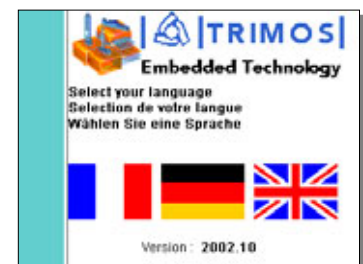 TRIMOS
Embedded Technology
Select your language
Selection de votre langue
Wählen Sie eine Sprache
Version : 2002.10